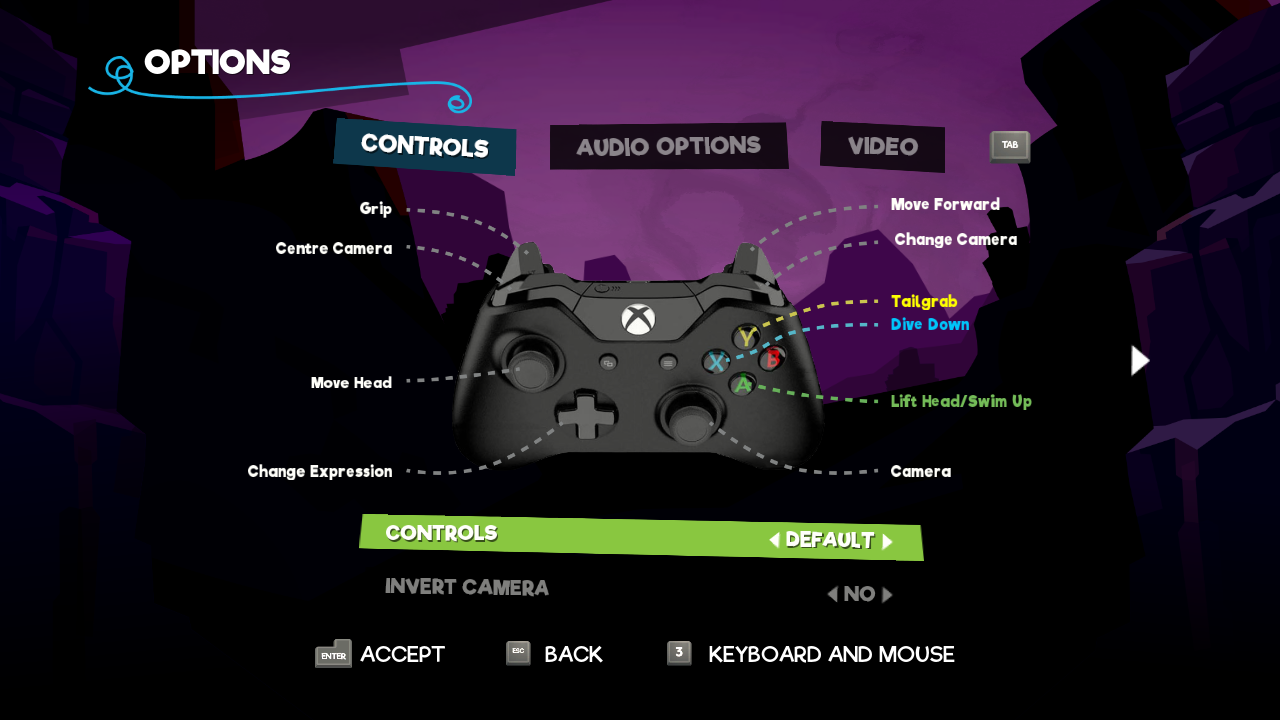 OPTIONS
CONTROLS
AUDIO OPTIONS
VIDEO
TAB
Grip
Move Forward
Centre Camera
Change Camera
Tailgrab
Dive Down
Y
X
B
A
Move Head
Lift Head/Swim Up
Change Expression
Camera
CONTROLS DEFAULT
INVERT CAMERA NO
ENTER ACCEPT ESC BACK 3 KEYBOARD AND MOUSE